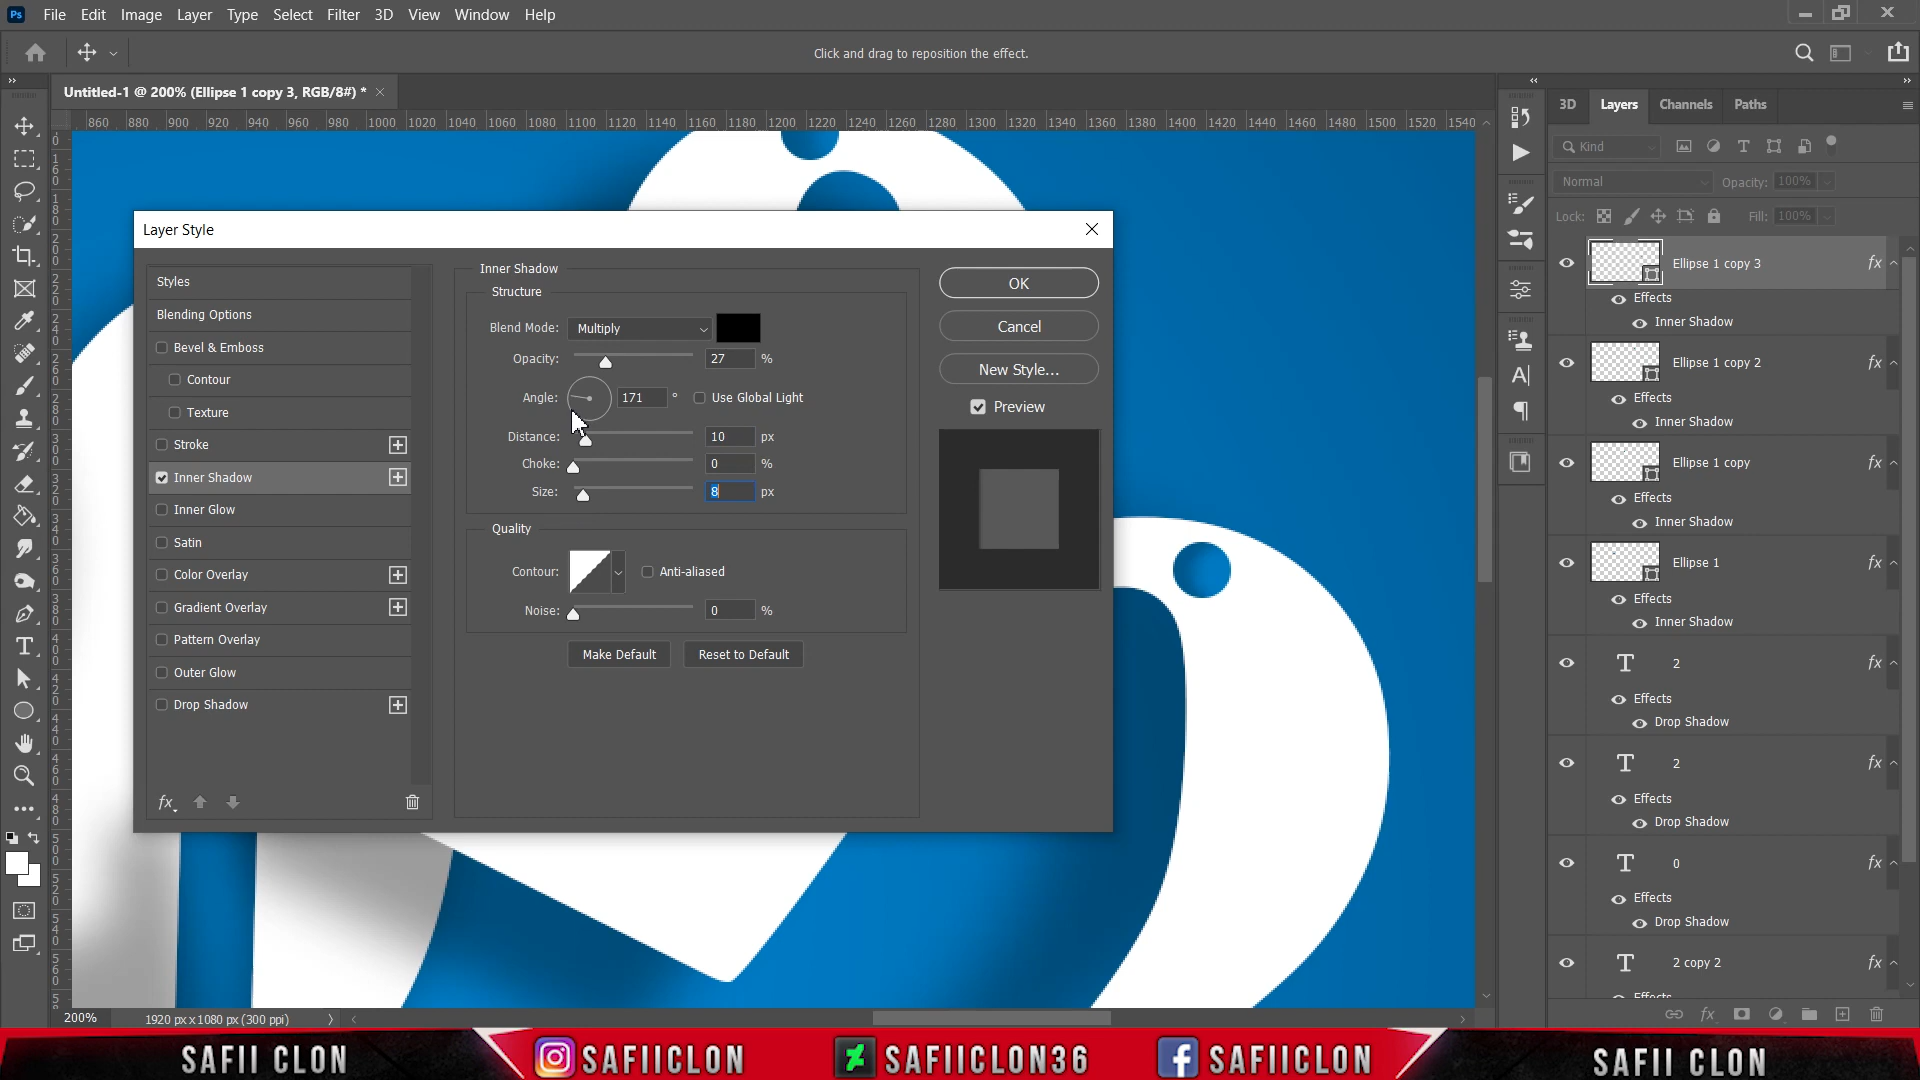 Ps File Edit Image Layer Type Select Filter 3D View Window Help
Click and drag to reposition the effect.
Untitled-1 @ 200% (Ellipse 1 copy 3, RGB/8#) *
860 880 900 920 940 960 980 1000 1020 1040 1060 1080 1100 1120 1140 1160 1180 1200 1220 1240 1260 1280 1300 1320 1340 1360 1380 1400 1420 1440 1460 1480 1500 1520 1540
3D Layers Channels Paths
Kind
Normal Opacity: 100%
Lock: Fill: 100%
Ellipse 1 copy 3 fx
Effects
Inner Shadow
Ellipse 1 copy 2 fx
Effects
Inner Shadow
Ellipse 1 copy fx
Effects
Inner Shadow
Ellipse 1 fx
Effects
Inner Shadow
T 2 fx
Effects
Drop Shadow
T 2 fx
Effects
Drop Shadow
T 0 fx
Effects
Drop Shadow
T 2 copy 2 fx
Effects
Layer Style
Styles
Blending Options
Bevel & Emboss
Contour
Texture
Stroke
Inner Shadow
Inner Glow
Satin
Color Overlay
Gradient Overlay
Pattern Overlay
Outer Glow
Drop Shadow
fx
Inner Shadow
Structure
Blend Mode: Multiply
Opacity: 27 %
Angle: 171 ° Use Global Light
Distance: 10 px
Choke: 0 %
Size: 8 px
Quality
Contour: Anti-aliased
Noise: 0 %
Make Default Reset to Default
OK
Cancel
New Style...
Preview
200% 1920 px x 1080 px (300 ppi)
SAFII CLON SAFIICLON SAFIICLON36 SAFIICLON SAFII CLON